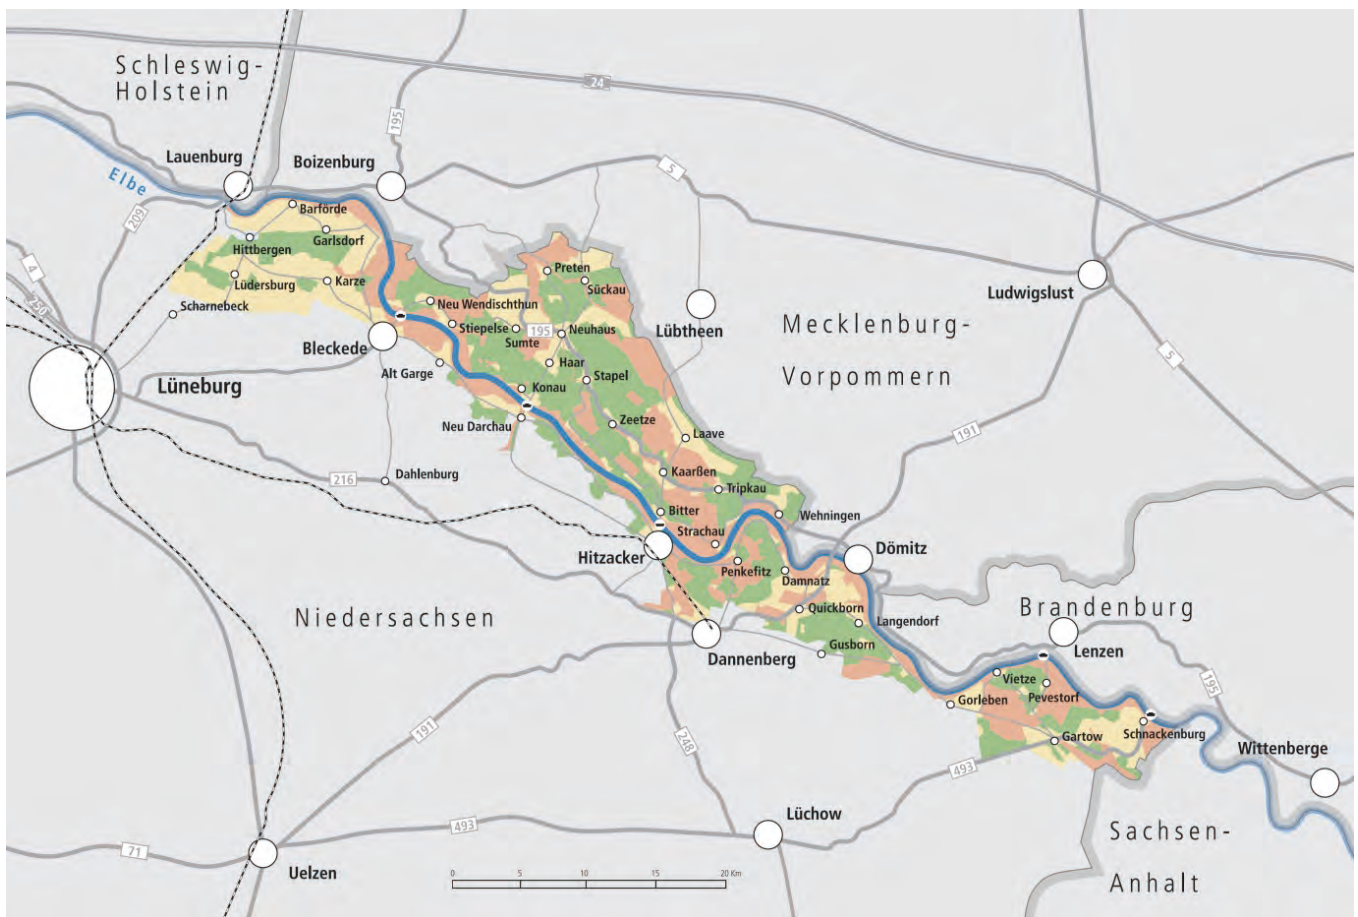 Schleswig-
Holstein
24
195
Lauenburg
Boizenburg
5
Elbe
209
Barförde
Garlsdorf
Hittbergen
4
250
Lüdersburg
Karze
Scharnebeck
Preten
Sückau
Neu Wendischthun
Stiepelse
Sumte
195
Neuhaus
Lübtheen
Ludwigslust
Mecklenburg-
Vorpommern
5
Bleckede
Haar
Alt Garge
Stapel
Konau
Lüneburg
Neu Darchau
Zeetze
Laave
191
216
Dahlenburg
Kaarßen
Tripkau
Bitter
Wehningen
Strachau
Hitzacker
Penkefitz
Damnatz
Dömitz
Niedersachsen
Quickborn
Langendorf
Brandenburg
Gusborn
Dannenberg
Lenzen
Vietze
Pevestorf
195
Gorleben
Gartow
Schnackenburg
191
248
493
Wittenberge
Lüchow
493
71
Uelzen
Sachsen-
Anhalt
0 5 10 15 20 Km